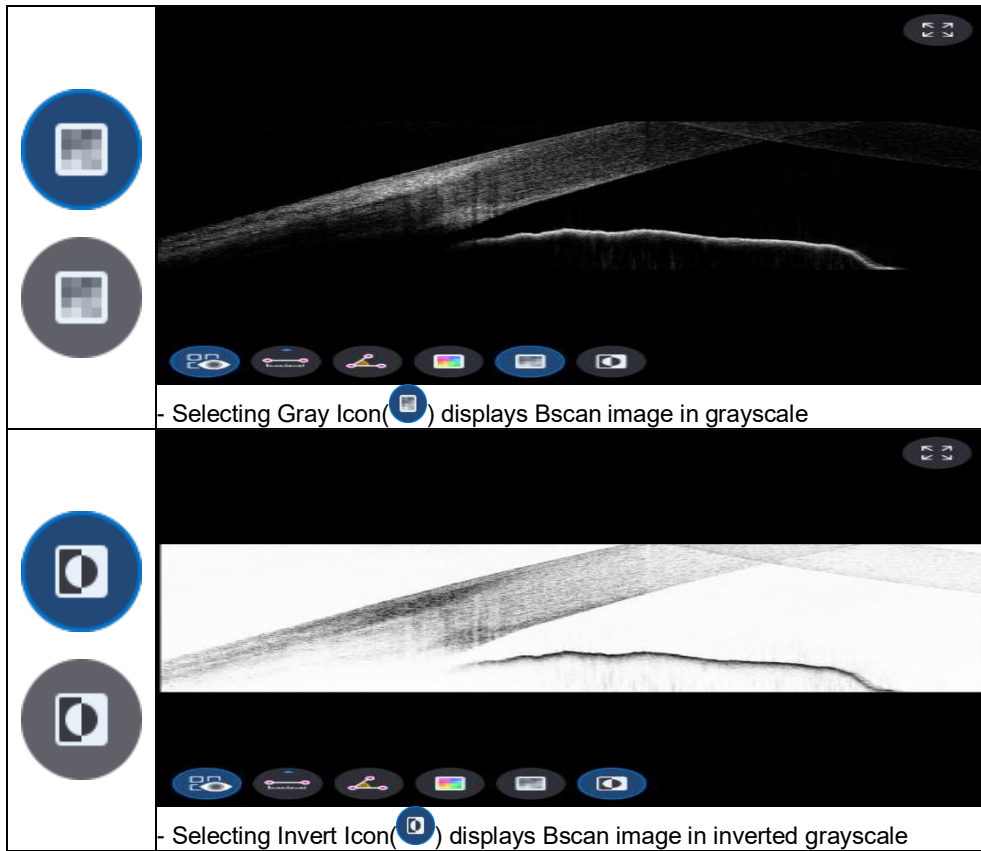 - Selecting Gray Icon( ) displays Bscan image in grayscale
- Selecting Invert Icon( ) displays Bscan image in inverted grayscale